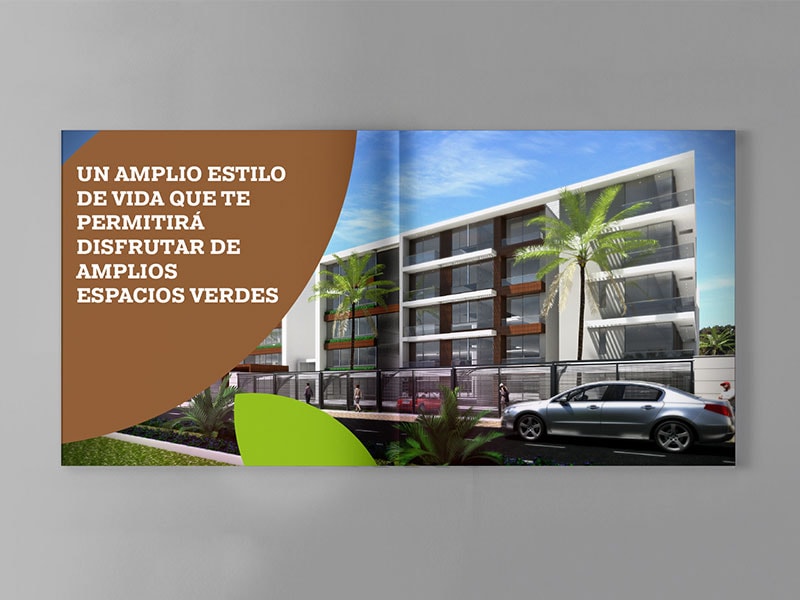 UN AMPLIO ESTILO
DE VIDA QUE TE
PERMITIRÁ
DISFRUTAR DE
AMPLIOS
ESPACIOS VERDES